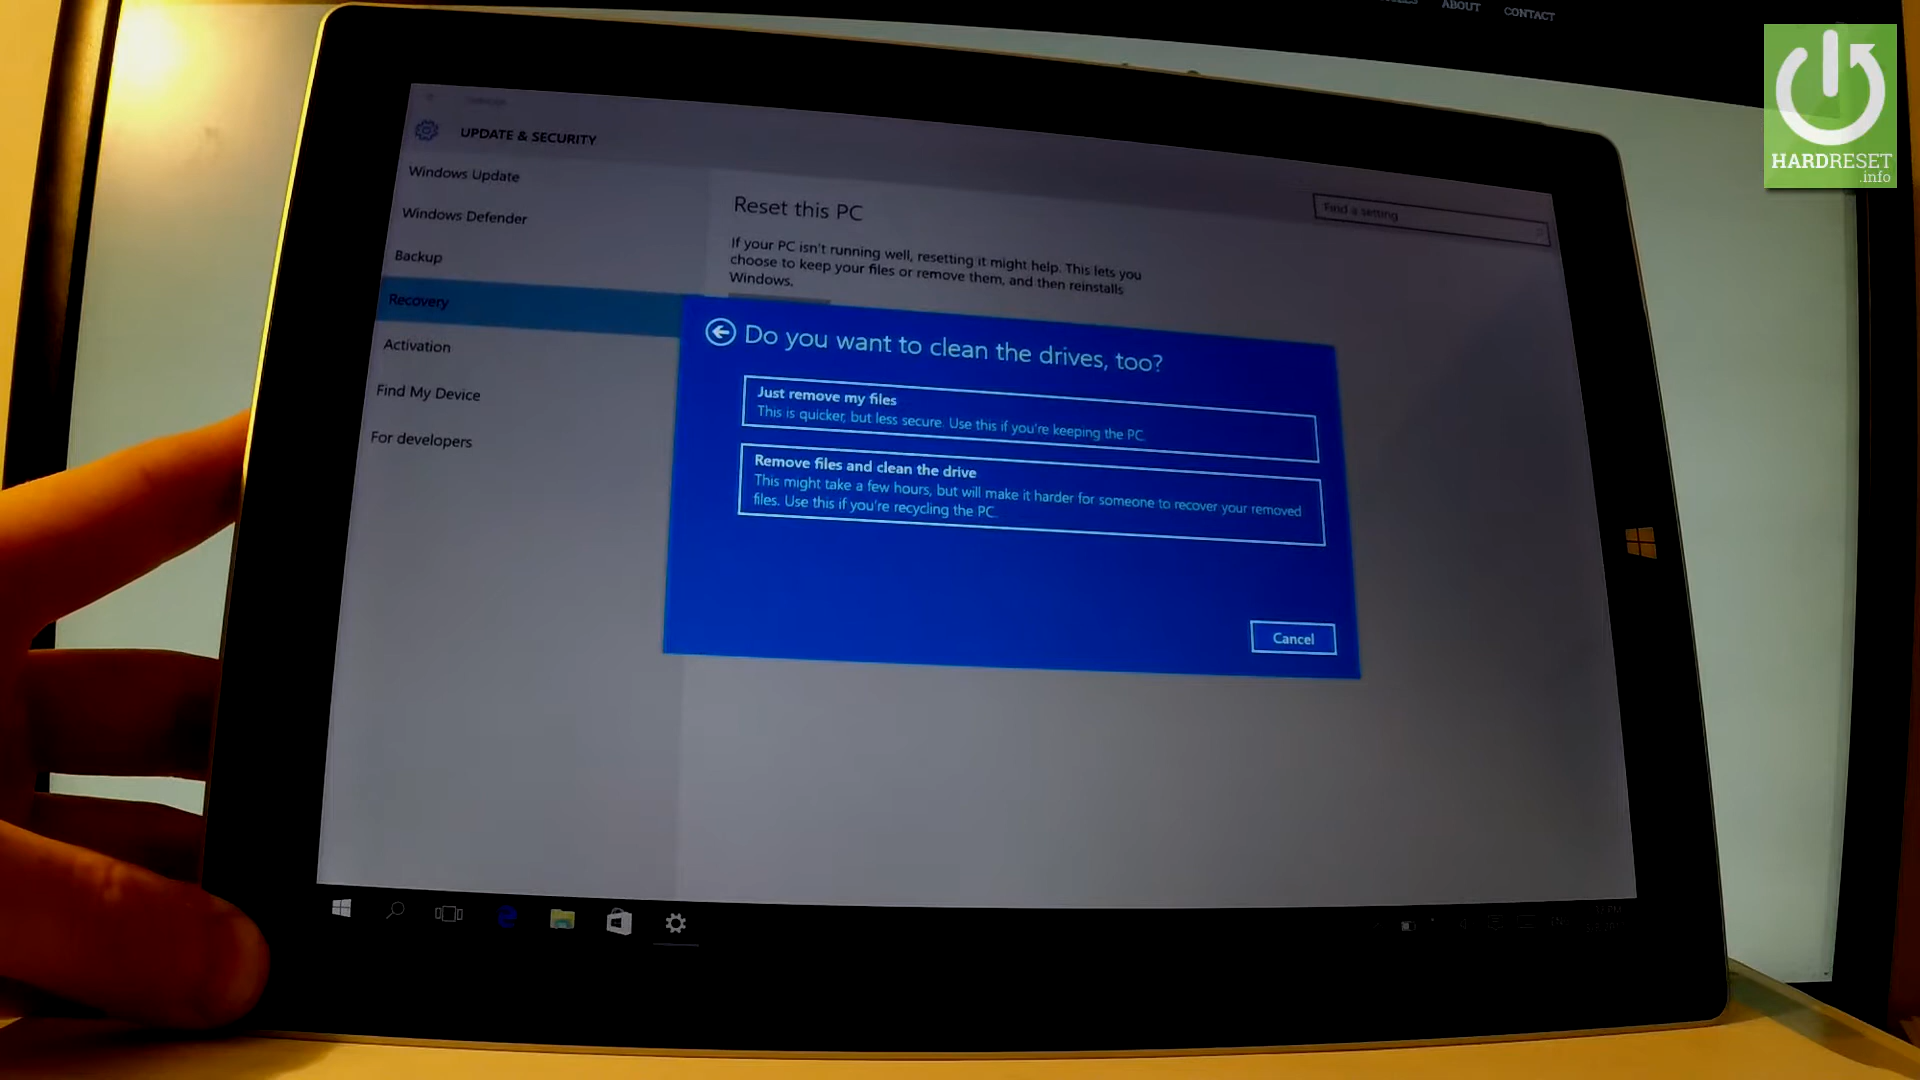 ABOUT CONTACT
HARDRESET
.info
UPDATE & SECURITY
Find a setting
Windows Update
Windows Defender
Backup
Recovery
Activation
Find My Device
For developers
Reset this PC
If your PC isn't running well, resetting it might help. This lets you
choose to keep your files or remove them, and then reinstalls
Windows.
Do you want to clean the drives, too?
Just remove my files
This is quicker, but less secure. Use this if you're keeping the PC.
Remove files and clean the drive
This might take a few hours, but will make it harder for someone to recover your removed
files. Use this if you're recycling the PC.
Cancel